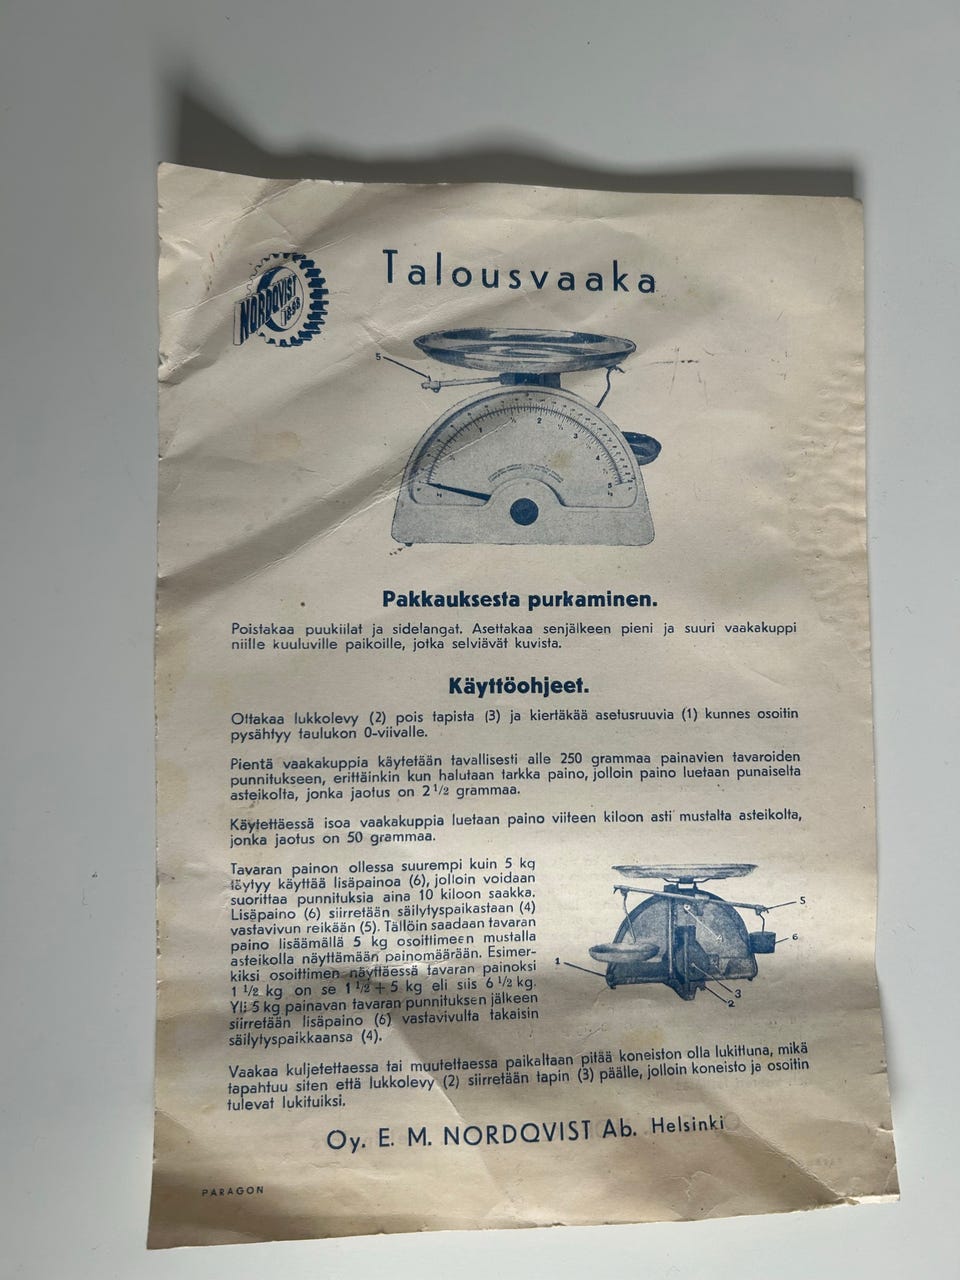 NORDQVIST
1888
Talousvaaka
5
Pakkauksesta purkaminen.
Poistakaa puukiilat ja sidelangat. Asettakaa senjälkeen pieni ja suuri vaakakuppi
niille kuuluville paikoille, jotka selviävät kuvista.
Käyttöohjeet.
Ottakaa lukkolevy (2) pois tapista (3) ja kiertäkää asetusruuvia (1) kunnes osoitin
pysähtyy taulukon 0-viivalle.
Pientä vaakakuppia käytetään tavallisesti alle 250 grammaa painavien tavaroiden
punnitukseen, erittäinkin kun halutaan tarkka paino, jolloin paino luetaan punaiselta
asteikolta, jonka jaotus on 2 1/2 grammaa.
Käytettäessä isoa vaakakuppia luetaan paino viiteen kiloon asti mustalta asteikolta,
jonka jaotus on 50 grammaa.
Tavaran painon ollessa suurempi kuin 5 kg
täytyy käyttää lisäpainoa (6), jolloin voidaan
suorittaa punnituksia aina 10 kiloon saakka.
Lisäpaino (6) siirretään säilytyspaikastaan (4)
vastavivun reikään (5). Tällöin saadaan tavaran
paino lisäämällä 5 kg osoittimeen mustalla
asteikolla näyttämään painomäärään. Esimer-
kiksi osoittimen näyttäessä tavaran painoksi
1 1/2 kg on se 1 1/2 + 5 kg eli siis 6 1/2 kg.
Yli 5 kg painavan tavaran punnituksen jälkeen
siirretään lisäpaino (6) vastavivulta takaisin
säilytyspaikkaansa (4).
5
4
6
1
3
2
Vaakaa kuljetettaessa tai muutettaessa paikaltaan pitää koneiston olla lukittuna, mikä
tapahtuu siten että lukkolevy (2) siirretään tapin (3) päälle, jolloin koneisto ja osoitin
tulevat lukituiksi.
Oy. E. M. NORDQVIST Ab. Helsinki
PARAGON